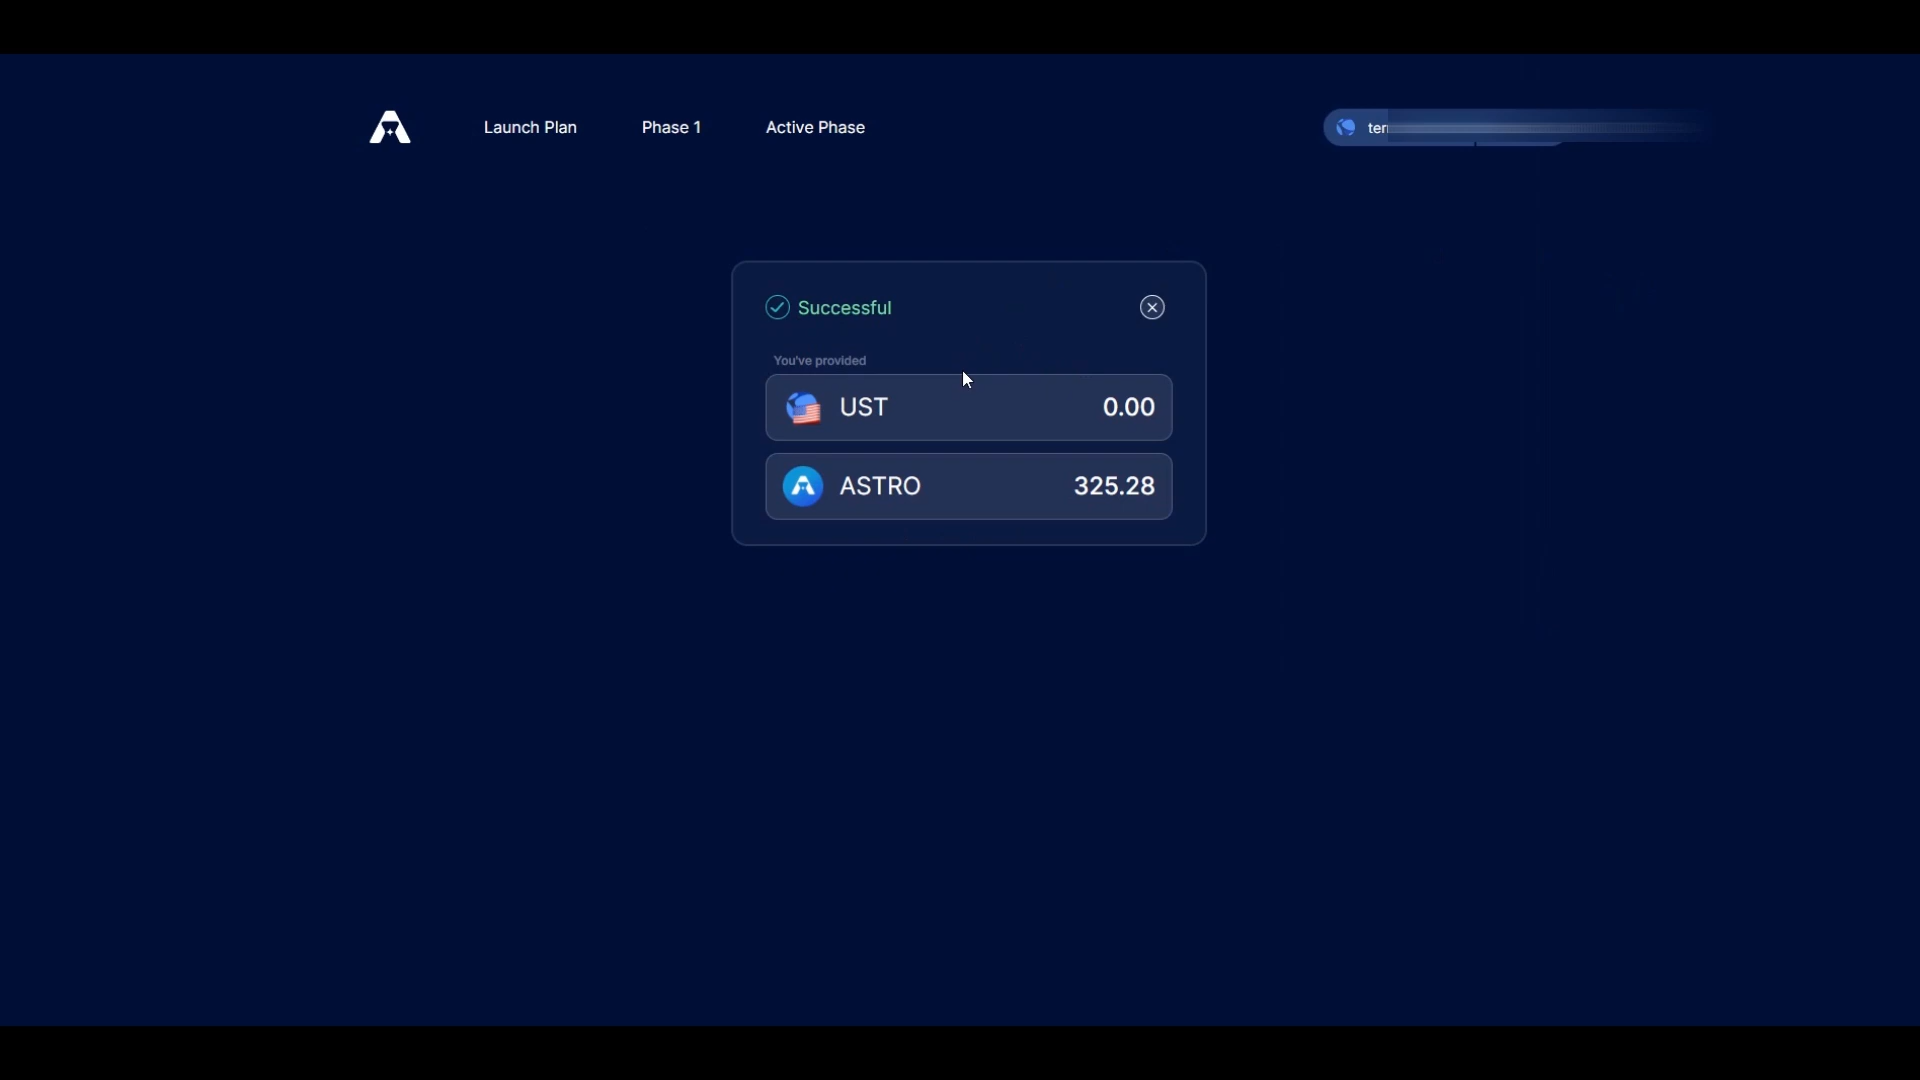 Launch Plan Phase 1 Active Phase
Successful
You've provided
UST 0.00
ASTRO 325.28